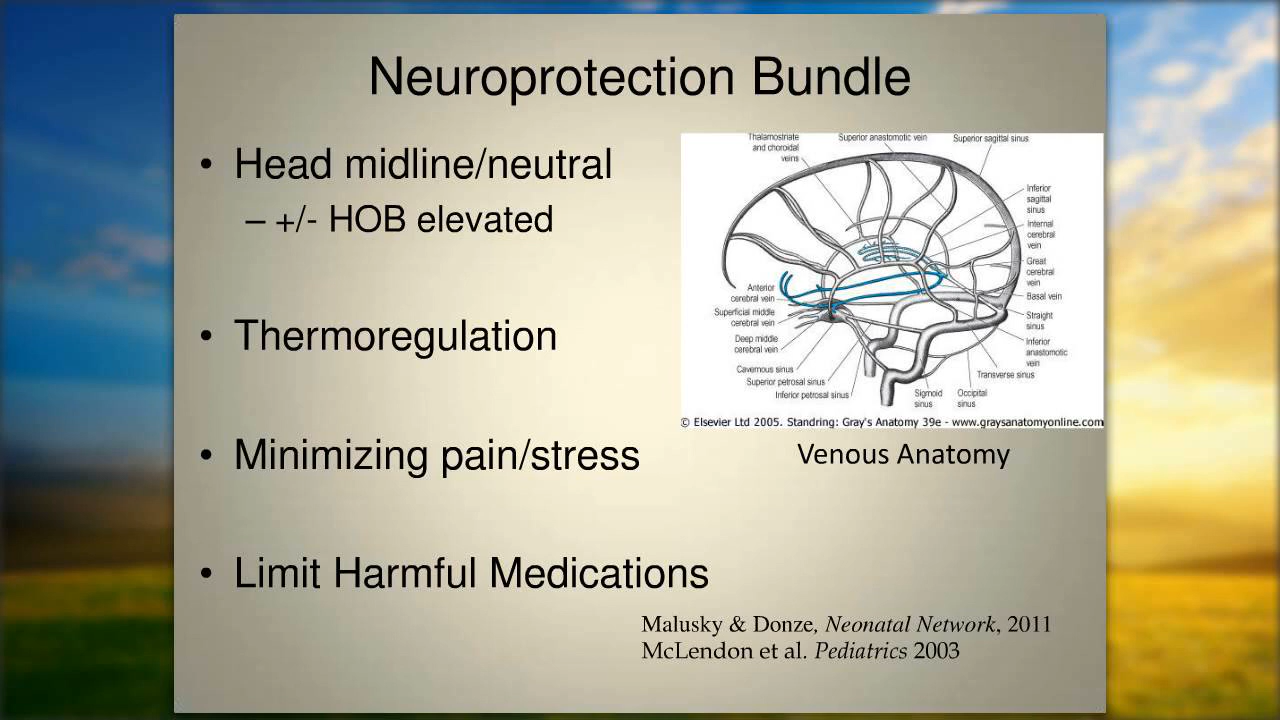 Neuroprotection Bundle
• Head midline/neutral
– +/- HOB elevated
• Thermoregulation
• Minimizing pain/stress
• Limit Harmful Medications
Thalamostriate
and choroidal
veins
Superior anastomotic vein
Superior sagittal sinus
Inferior
sagittal
sinus
Internal
cerebral
vein
Great
cerebral
vein
Basal vein
Straight
sinus
Inferior
anastomotic
vein
Transverse sinus
Anterior
cerebral vein
Superficial middle
cerebral vein
Deep middle
cerebral vein
Cavernous sinus
Superior petrosal sinus
Inferior petrosal sinus
Sigmoid
sinus
Occipital
sinus
© Elsevier Ltd 2005. Standring: Gray's Anatomy 39e - www.graysanatomyonline.com
Venous Anatomy
Malusky & Donze, Neonatal Network, 2011
McLendon et al. Pediatrics 2003